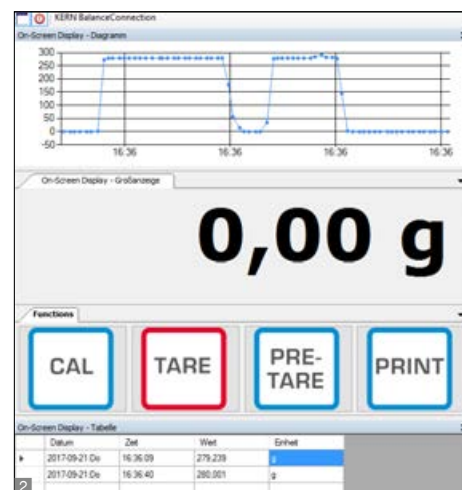 KERN BalanceConnection
On-Screen Display - Diagramm
300
250
200
150
100
50
0
-50
16:36 16:36 16:36 16:36
On-Screen Display - Großanzeige
0,00 g
Functions
CAL TARE PRE-TARE PRINT
On-Screen Display - Tabelle
Datum Zeit Wert Einheit
2017-09-21 Do 16:36:09 279,239 g
2017-09-21 Do 16:36:40 280,001 g
2